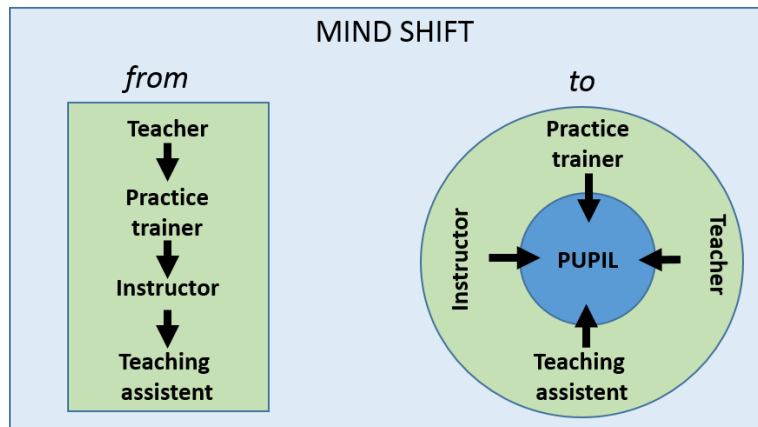 MIND SHIFT
from
Teacher
Practice
trainer
Instructor
Teaching
assistent
to
Practice
trainer
Instructor
PUPIL
Teacher
Teaching
assistent